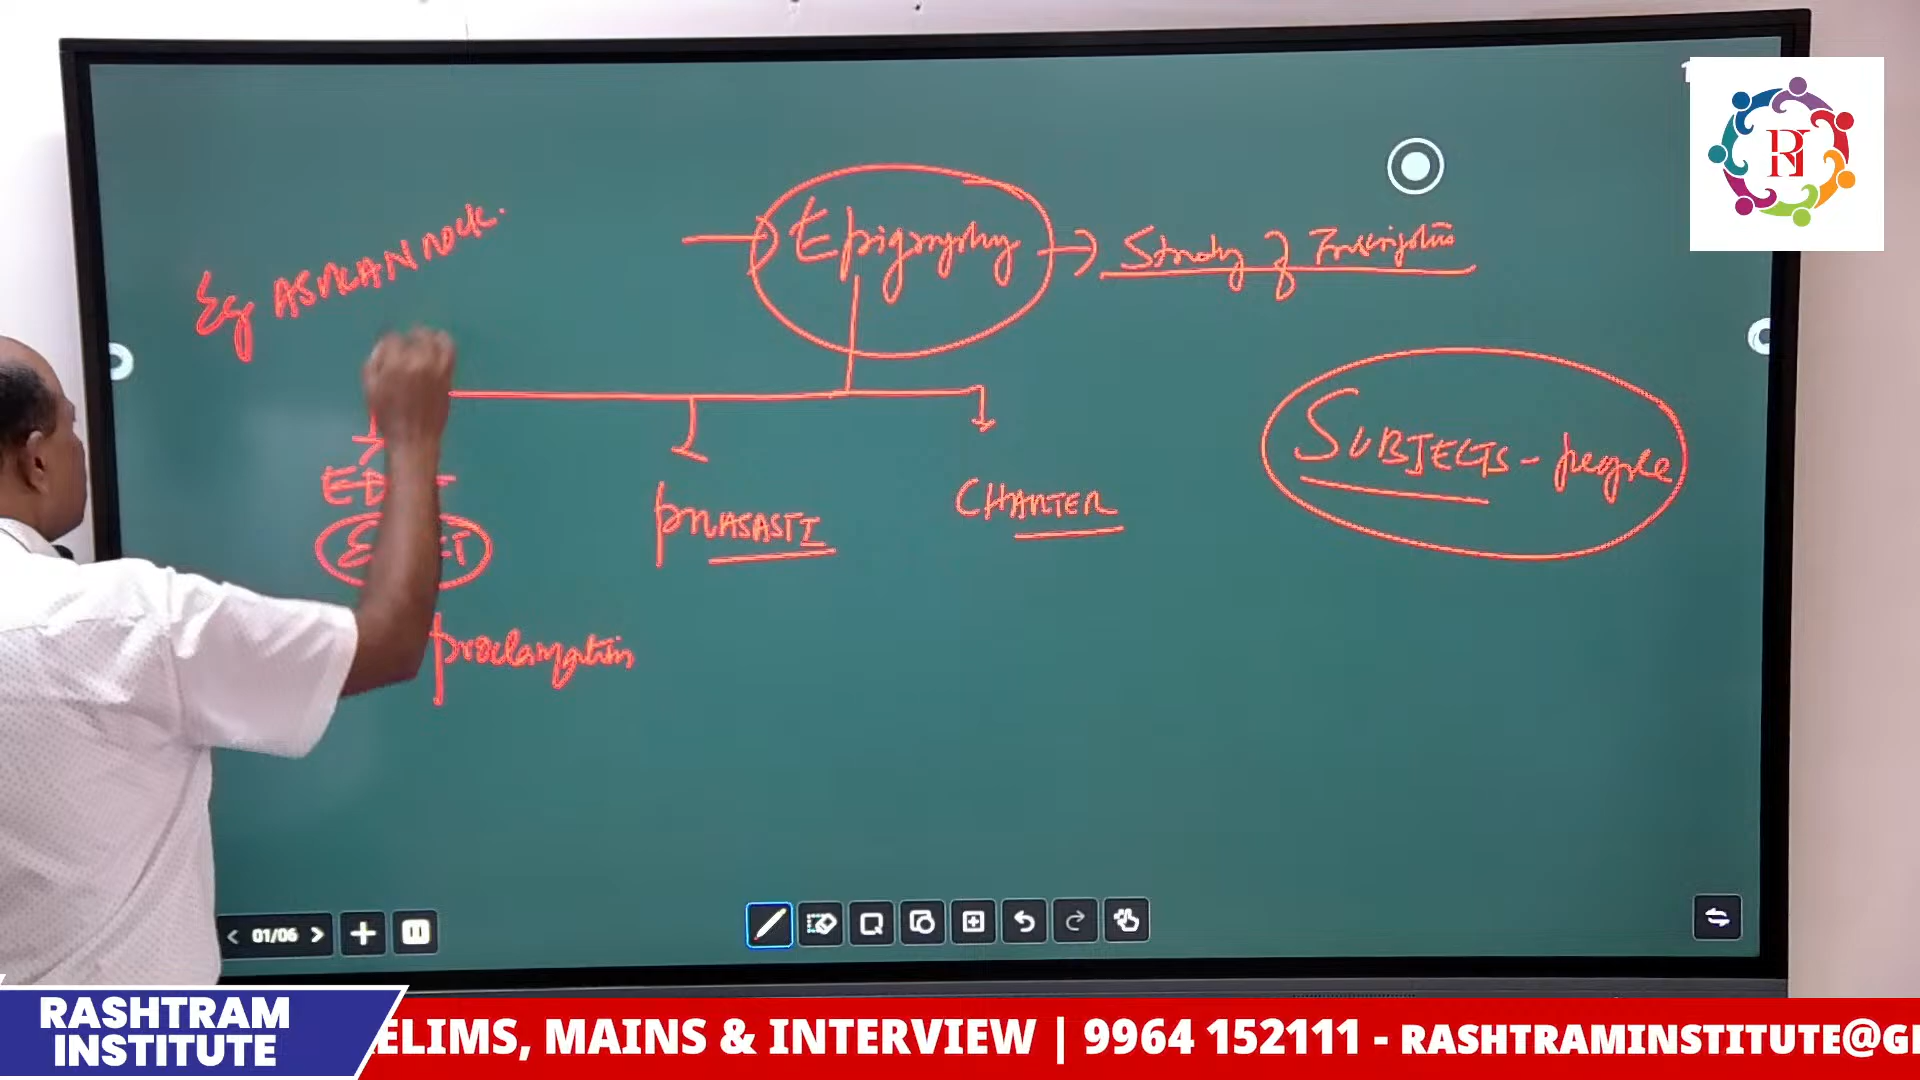 RI
Epigraphy → Study of Inscriptions
Eg ASOKAN ROCK.
SUBJECTS - people
PRASASTI
CHARTER
Proclamation
01/06
RASHTRAM
INSTITUTE
ELIMS, MAINS & INTERVIEW | 9964 152111 - RASHTRAMINSTITUTE@G